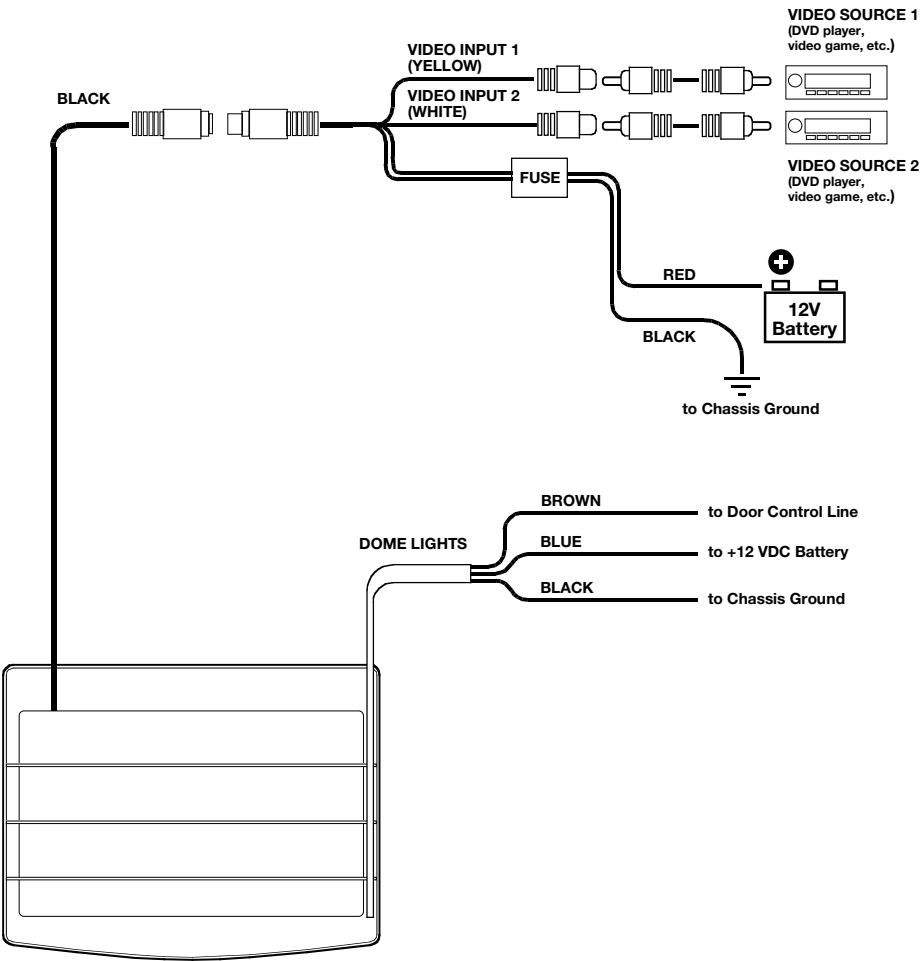 VIDEO SOURCE 1
(DVD player,
video game, etc.)
VIDEO INPUT 1
(YELLOW)
BLACK
VIDEO INPUT 2
(WHITE)
VIDEO SOURCE 2
(DVD player,
video game, etc.)
FUSE
RED
12V
Battery
BLACK
to Chassis Ground
BROWN
to Door Control Line
DOME LIGHTS
BLUE
to +12 VDC Battery
BLACK
to Chassis Ground